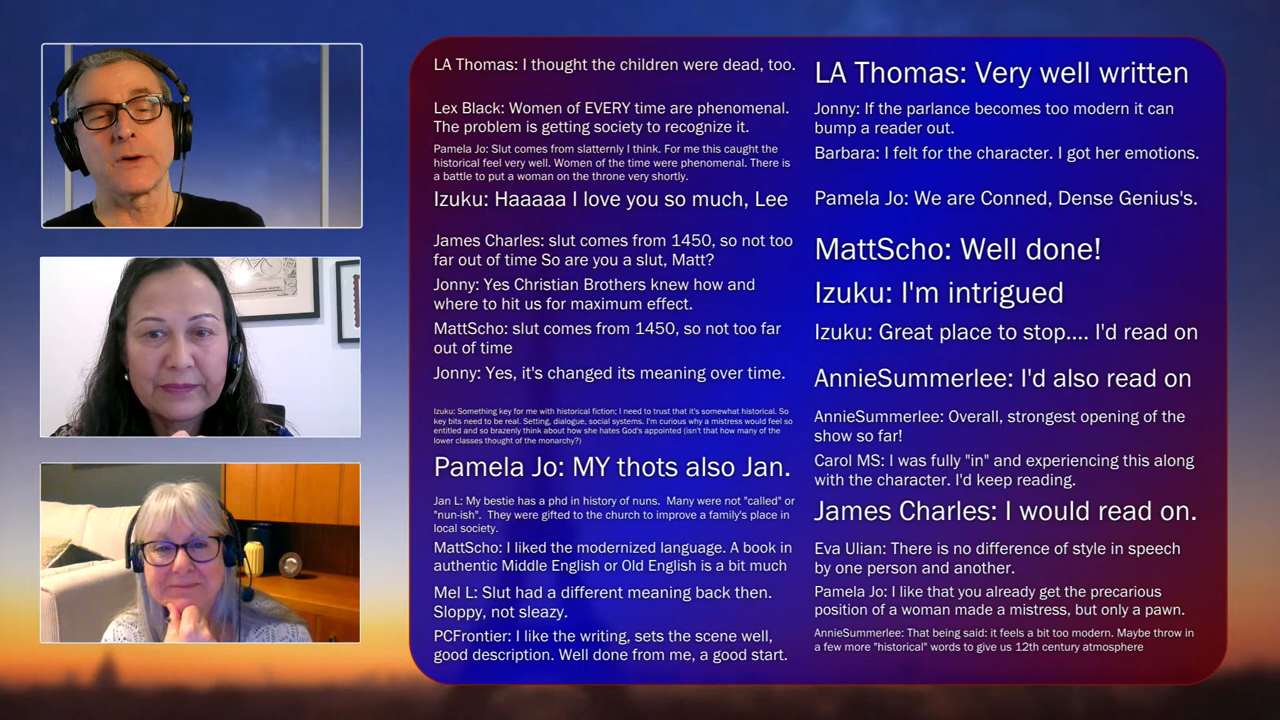 LA Thomas: I thought the children were dead, too.
Lex Black: Women of EVERY time are phenomenal.
The problem is getting society to recognize it.
Pamela Jo: Slut comes from slatternly I think. For me this caught the
historical feel very well. Women of the time were phenomenal. There is
a battle to put a woman on the throne very shortly.
Izuku: Haaaaa I love you so much, Lee
James Charles: slut comes from 1450, so not too
far out of time So are you a slut, Matt?
Jonny: Yes Christian Brothers knew how and
where to hit us for maximum effect.
MattScho: slut comes from 1450, so not too far
out of time
Jonny: Yes, it's changed its meaning over time.
Izuku: Something key for me with historical fiction; I need to trust that it's somewhat historical. So
key bits need to be real. Setting, dialogue, social systems. I'm curious why a mistress would feel so
entitled and so brazenly think about how she hates God's appointed (isn't that how many of the
lower classes thought of the monarchy?)
Pamela Jo: MY thots also Jan.
Jan L: My bestie has a phd in history of nuns.  Many were not "called" or
"nun-ish".  They were gifted to the church to improve a family's place in
local society.
MattScho: I liked the modernized language. A book in
authentic Middle English or Old English is a bit much
Mel L: Slut had a different meaning back then.
Sloppy, not sleazy.
PCFrontier: I like the writing, sets the scene well,
good description. Well done from me, a good start.
LA Thomas: Very well written
Jonny: If the parlance becomes too modern it can
bump a reader out.
Barbara: I felt for the character. I got her emotions.
Pamela Jo: We are Conned, Dense Genius's.
MattScho: Well done!
Izuku: I'm intrigued
Izuku: Great place to stop.... I'd read on
AnnieSummerlee: I'd also read on
AnnieSummerlee: Overall, strongest opening of the
show so far!
Carol MS: I was fully "in" and experiencing this along
with the character. I'd keep reading.
James Charles: I would read on.
Eva Ulian: There is no difference of style in speech
by one person and another.
Pamela Jo: I like that you already get the precarious
position of a woman made a mistress, but only a pawn.
AnnieSummerlee: That being said: it feels a bit too modern. Maybe throw in
a few more "historical" words to give us 12th century atmosphere